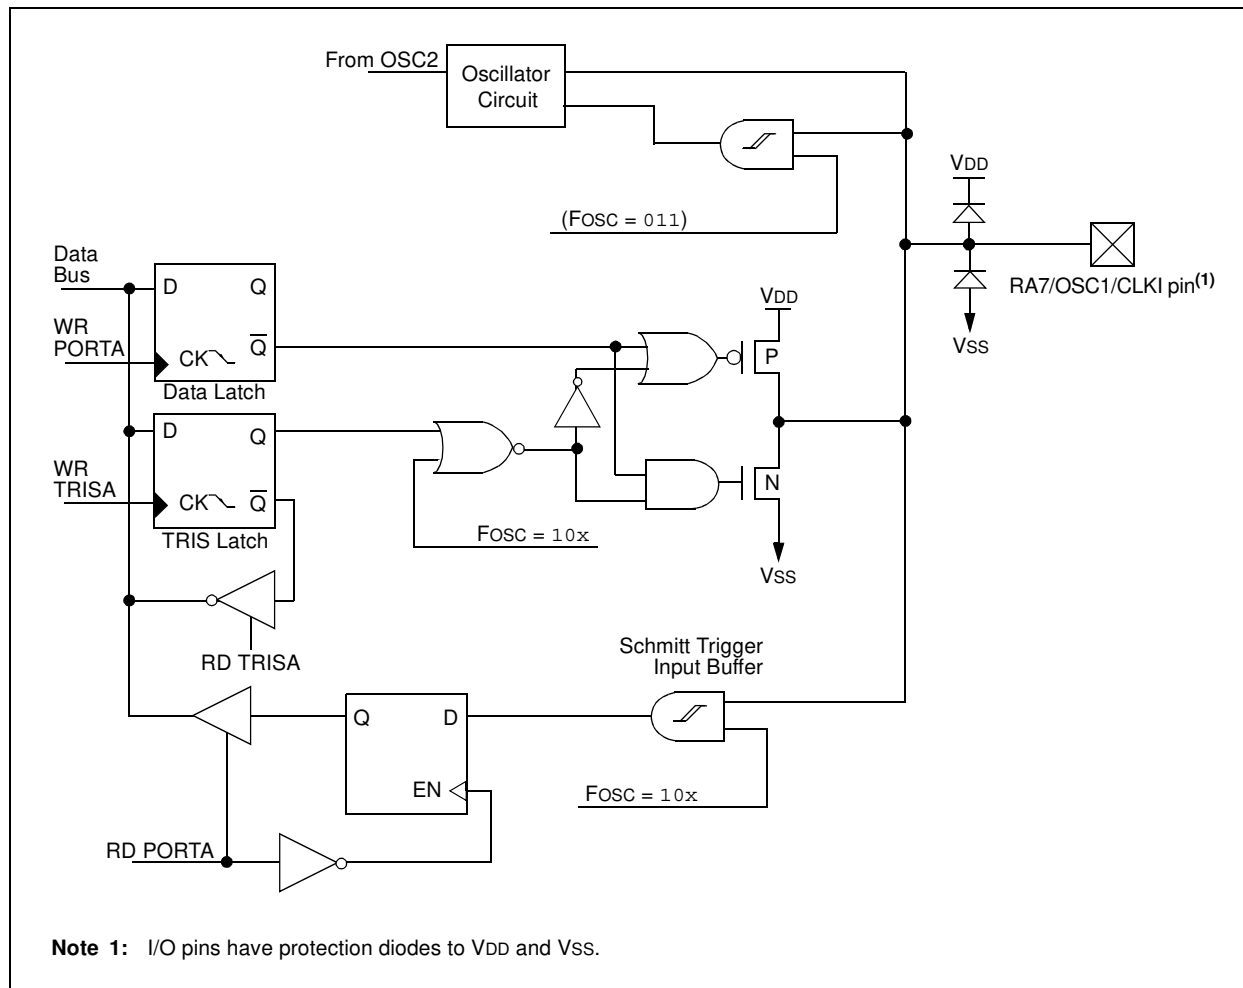 From OSC2
Oscillator
Circuit
VDD
(FOSC = 011)
Data
Bus
D Q
RA7/OSC1/CLKI pin(1)
VDD
WR
PORTA
CK Q
VSS
P
Data Latch
D Q
WR
TRISA
CK Q
N
TRIS Latch
FOSC = 10x
VSS
RD TRISA
Schmitt Trigger
Input Buffer
Q D
EN
FOSC = 10x
RD PORTA
Note 1: I/O pins have protection diodes to VDD and VSS.